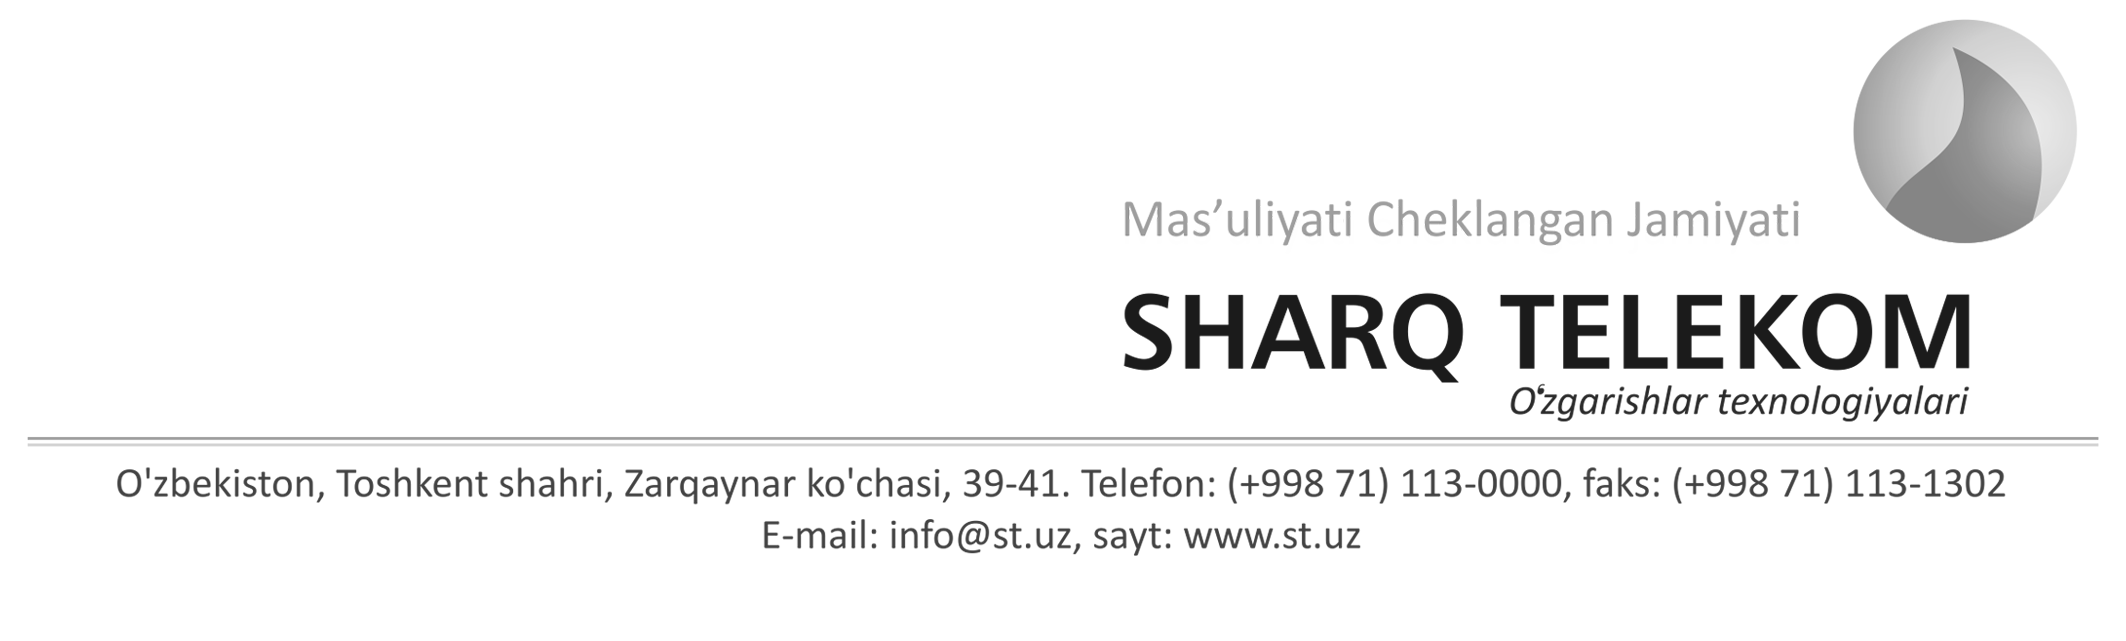 Mas’uliyati Cheklangan Jamiyati
SHARQ TELEKOM
O‘zgarishlar texnologiyalari
O'zbekiston, Toshkent shahri, Zarqaynar ko'chasi, 39-41. Telefon: (+998 71) 113-0000, faks: (+998 71) 113-1302
E-mail: info@st.uz, sayt: www.st.uz